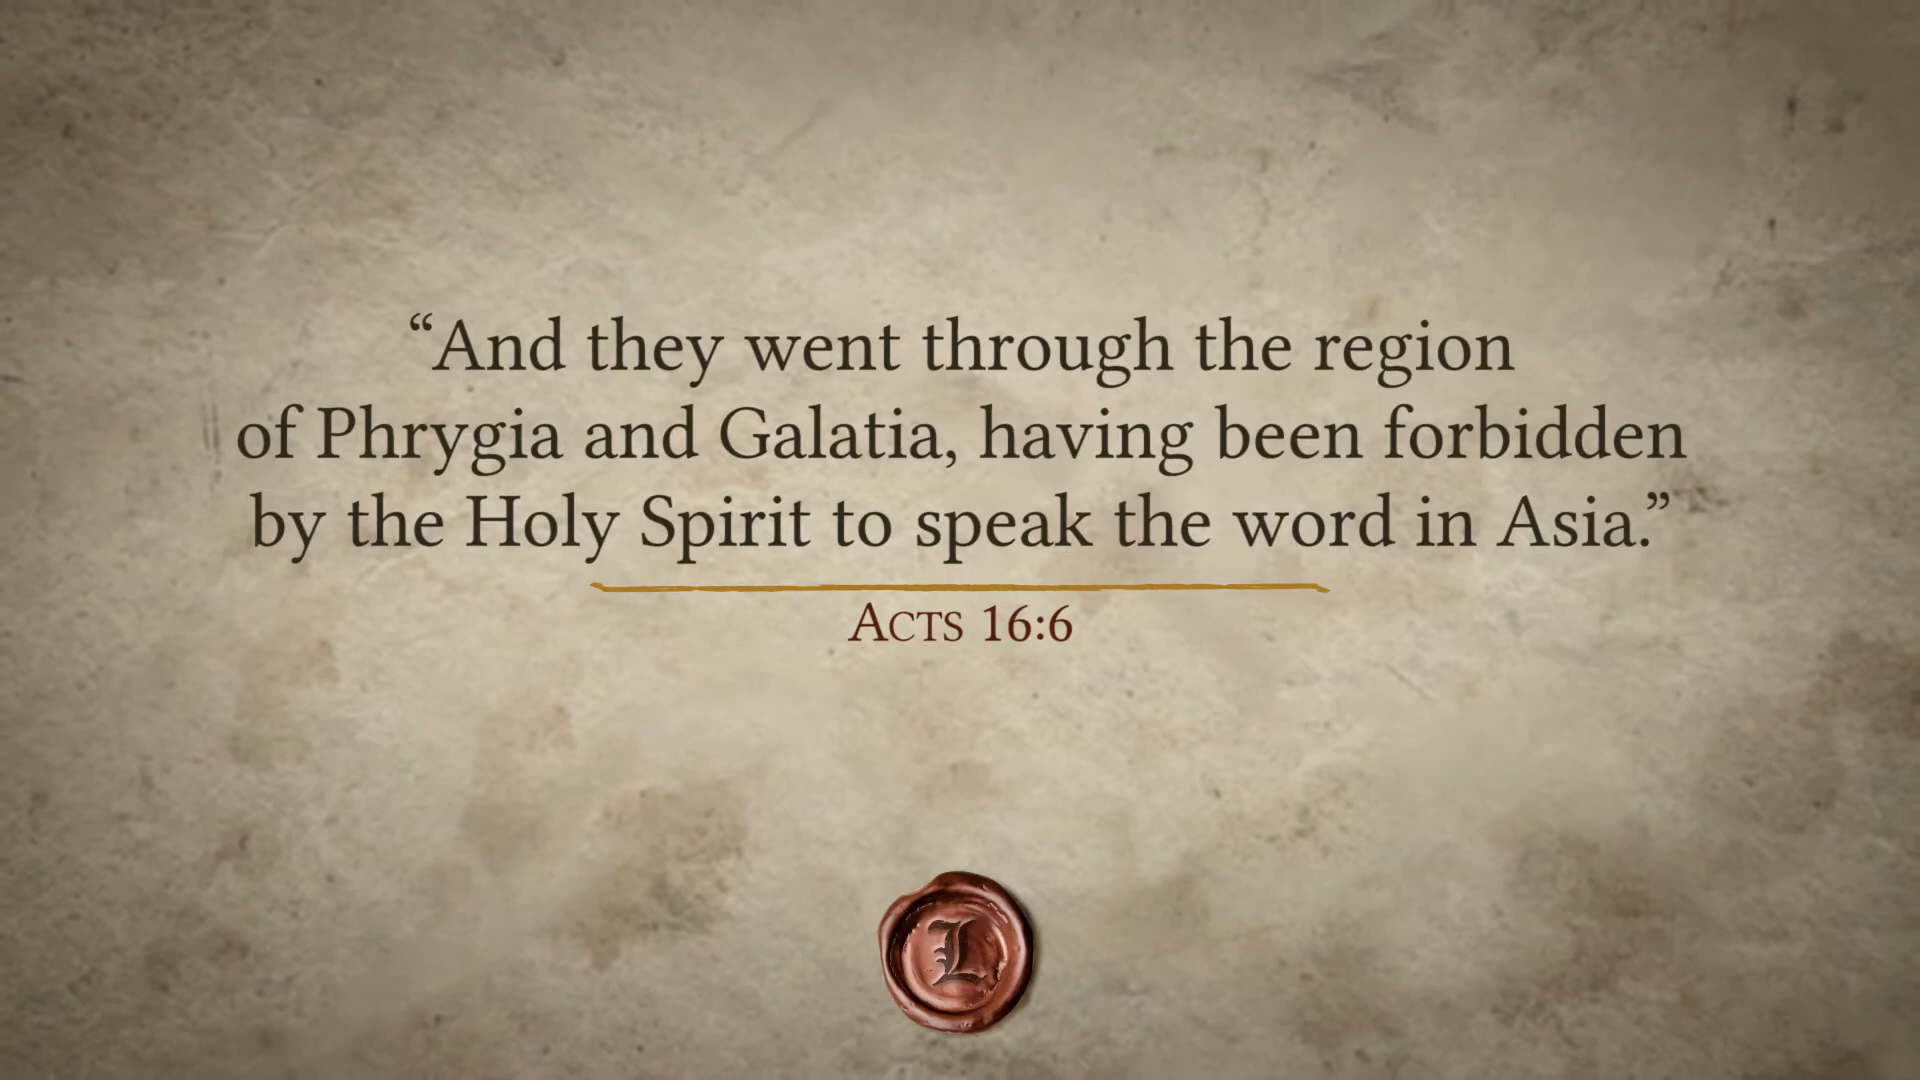 “And they went through the region
of Phrygia and Galatia, having been forbidden
by the Holy Spirit to speak the word in Asia.”
Acts 16:6
L